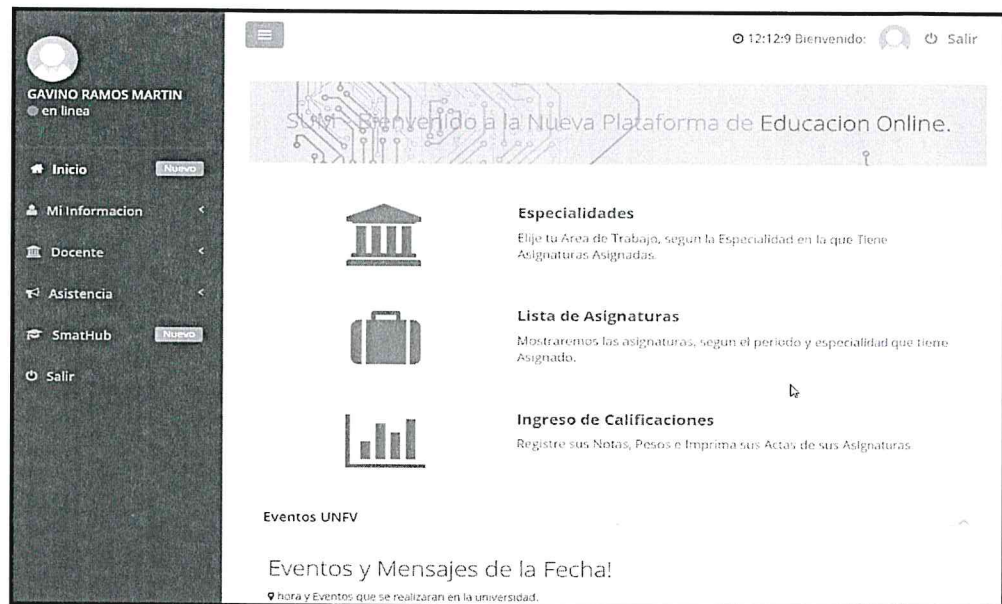 GAVINO RAMOS MARTIN
en linea
Inicio Nuevo
Mi Informacion
Docente
Asistencia
SmatHub Nuevo
Salir
12:12:9 Bienvenido: Salir
SUM - Bienvenido a la Nueva Plataforma de Educacion Online.
Especialidades
Elije tu Area de Trabajo, segun la Especialidad en la que Tiene
Asignaturas Asignadas.
Lista de Asignaturas
Mostraremos las asignaturas, segun el periodo y especialidad que tiene
Asignado.
Ingreso de Calificaciones
Registre sus Notas, Pesos e Imprima sus Actas de sus Asignaturas
Eventos UNFV
Eventos y Mensajes de la Fecha!
hora y Eventos que se realizaran en la universidad.